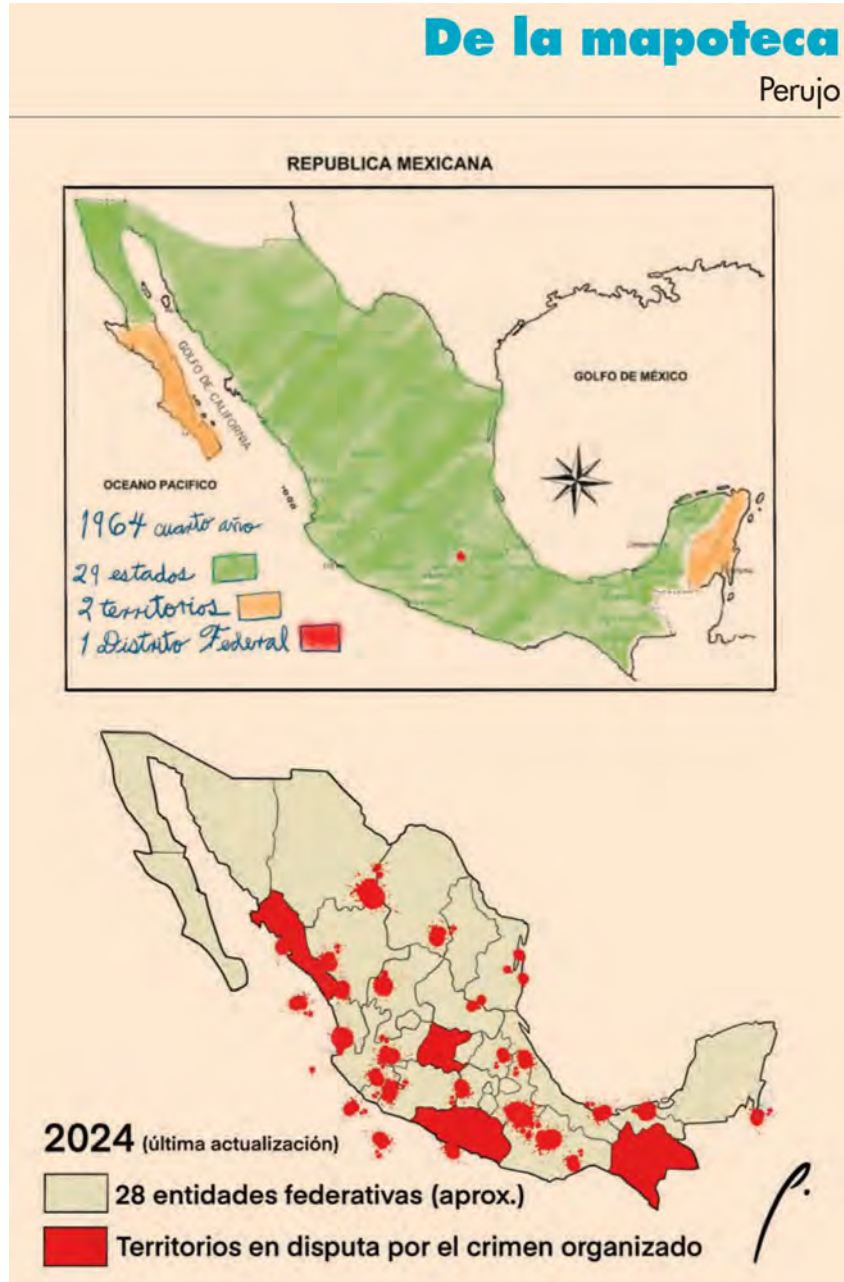 De la mapoteca
Perujo
REPUBLICA MEXICANA
GOLFO DE CALIFORNIA
GOLFO DE MÉXICO
OCEANO PACIFICO
1964 cuarto año
29 estados
2 territorios
1 Distrito Federal
2024 (última actualización)
28 entidades federativas (aprox.)
Territorios en disputa por el crimen organizado
p.